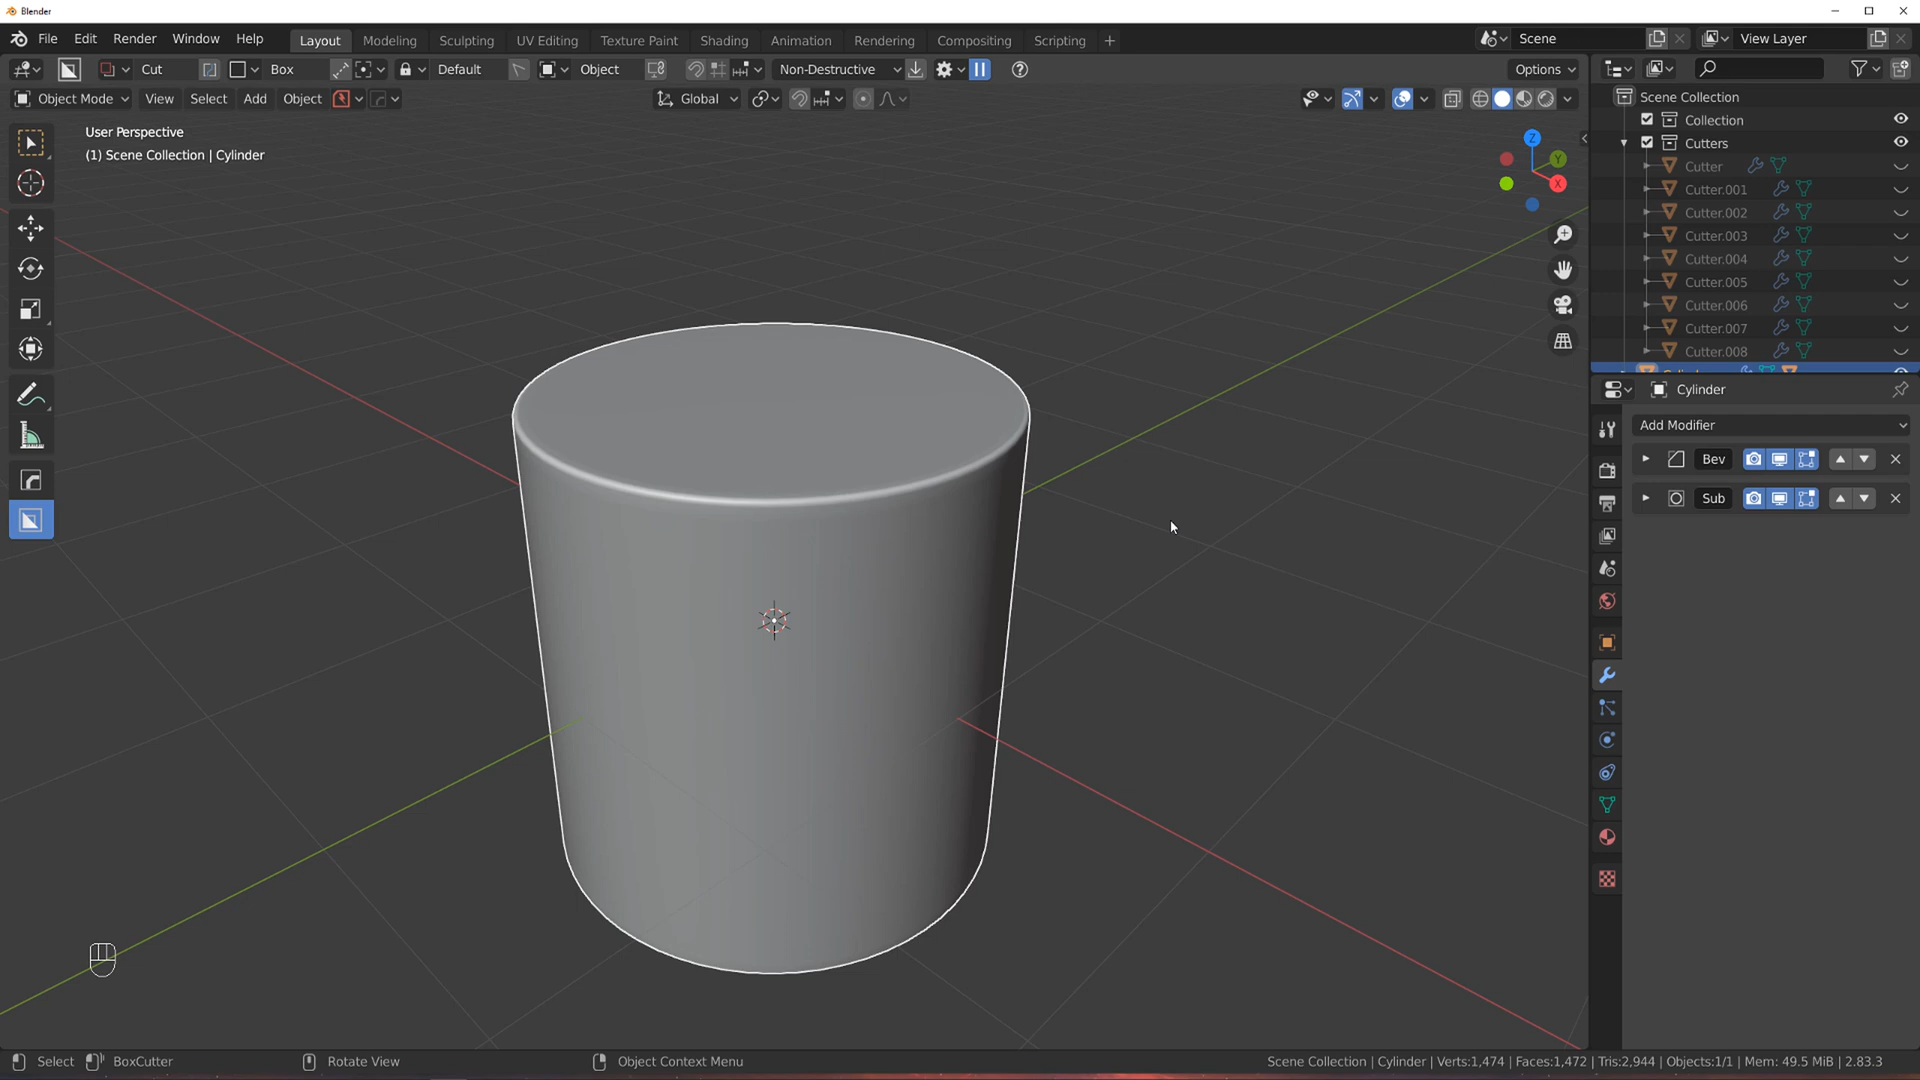 Blender
File Edit Render Window Help Layout Modeling Sculpting UV Editing Texture Paint Shading Animation Rendering Compositing Scripting + Scene View Layer
Cut Box Default Object Non-Destructive Options
Object Mode View Select Add Object Global
User Perspective
(1) Scene Collection | Cylinder
Z
Y
X
Scene Collection
Collection
Cutters
Cutter
Cutter.001
Cutter.002
Cutter.003
Cutter.004
Cutter.005
Cutter.006
Cutter.007
Cutter.008
Cylinder
Add Modifier
Bev
Sub
Select BoxCutter Rotate View Object Context Menu Scene Collection | Cylinder | Verts:1,474 | Faces:1,472 | Tris:2,944 | Objects:1/1 | Mem: 49.5 MiB | 2.83.3